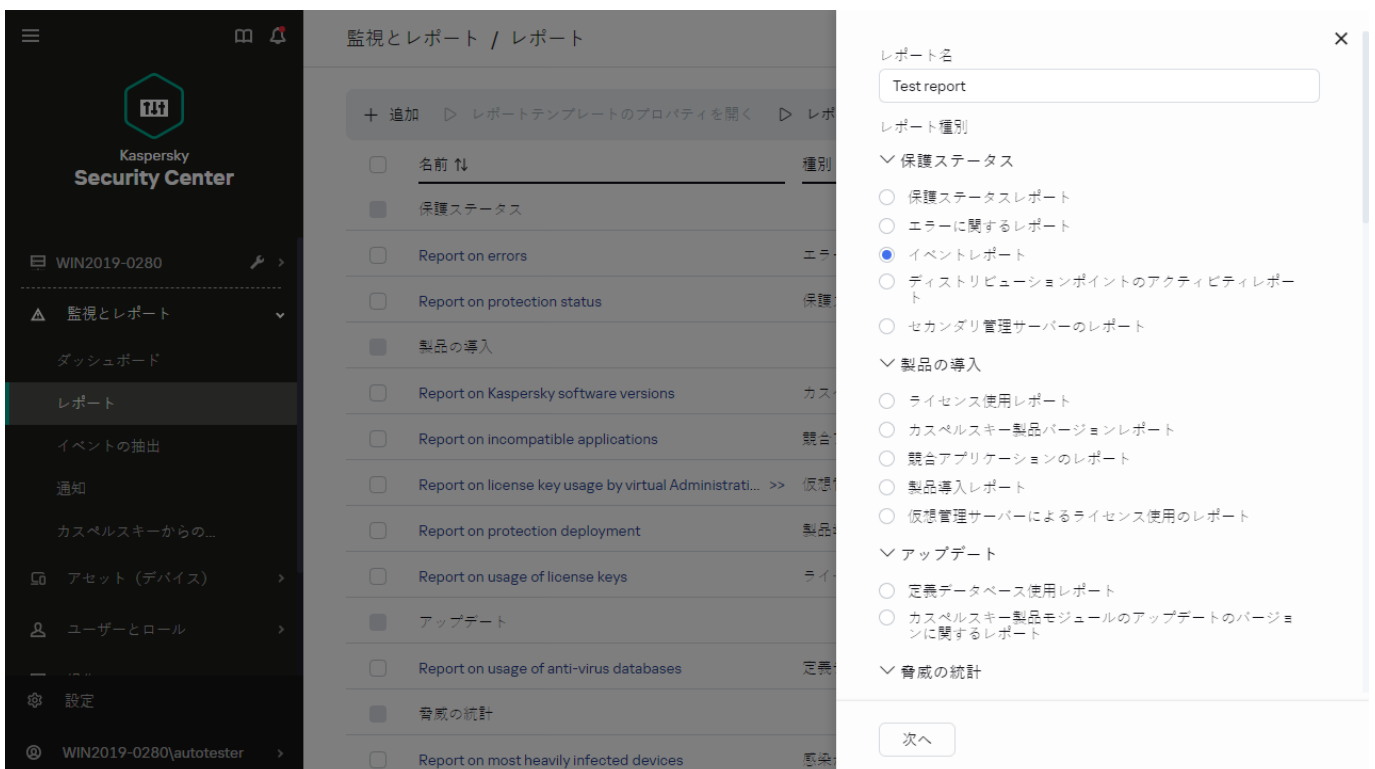 監視とレポート / レポート
Kaspersky
Security Center
WIN2019-0280
監視とレポート
ダッシュボード
レポート
イベントの抽出
通知
カスペルスキーからの...
アセット（デバイス）
ユーザーとロール
設定
WIN2019-0280\autotester
+ 追加 ▷ レポートテンプレートのプロパティを開く ▷ レポ
名前 種別
保護ステータス
Report on errors エラー
Report on protection status 保護
製品の導入
Report on Kaspersky software versions カス
Report on incompatible applications 競合
Report on license key usage by virtual Administrati... >> 仮想
Report on protection deployment 製品
Report on usage of license keys ライ
アップデート
Report on usage of anti-virus databases 定義
脅威の統計
Report on most heavily infected devices 感染
レポート名
Test report
レポート種別
保護ステータス
保護ステータスレポート
エラーに関するレポート
イベントレポート
ディストリビューションポイントのアクティビティレポー
ト
セカンダリ管理サーバーのレポート
製品の導入
ライセンス使用レポート
カスペルスキー製品バージョンレポート
競合アプリケーションのレポート
製品導入レポート
仮想管理サーバーによるライセンス使用のレポート
アップデート
定義データベース使用レポート
カスペルスキー製品モジュールのアップデートのバージョ
ンに関するレポート
脅威の統計
次へ